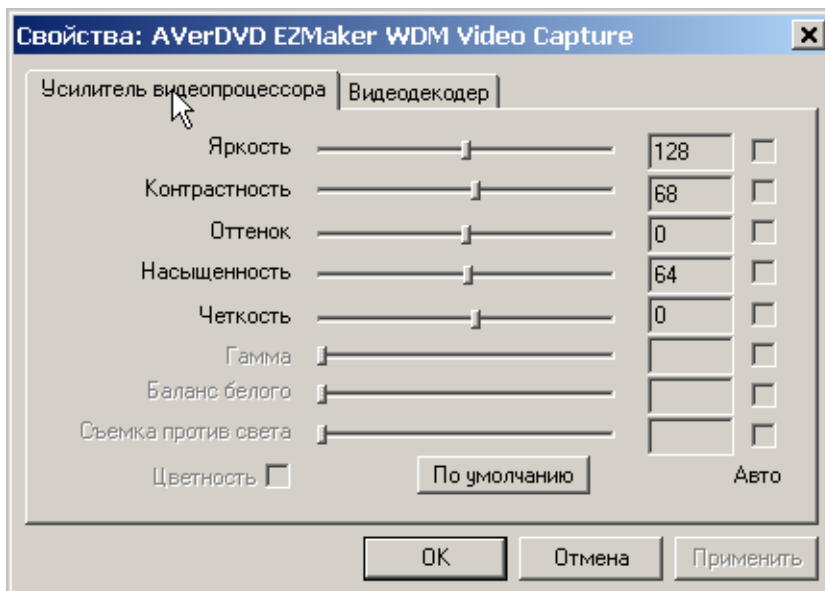 Свойства: AVerDVD EZMaker WDM Video Capture
Усилитель видеопроцессора Видеодекодер
Яркость 128
Контрастность 68
Оттенок 0
Насыщенность 64
Четкость 0
Гамма
Баланс белого
Съемка против света
Цветность По умолчанию Авто
OK Отмена Применить